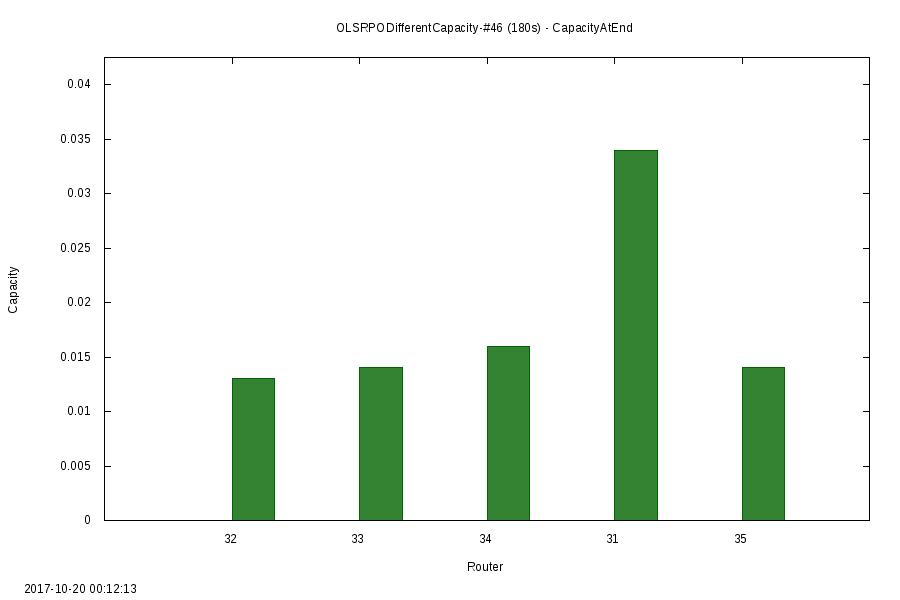 OLSRPODifferentCapacity-#46 (180s) - CapacityAtEnd
0.04
0.035
0.03
0.025
0.02
0.015
0.01
0.005
0
Capacity
32 33 34 31 35
Router
2017-10-20 00:12:13